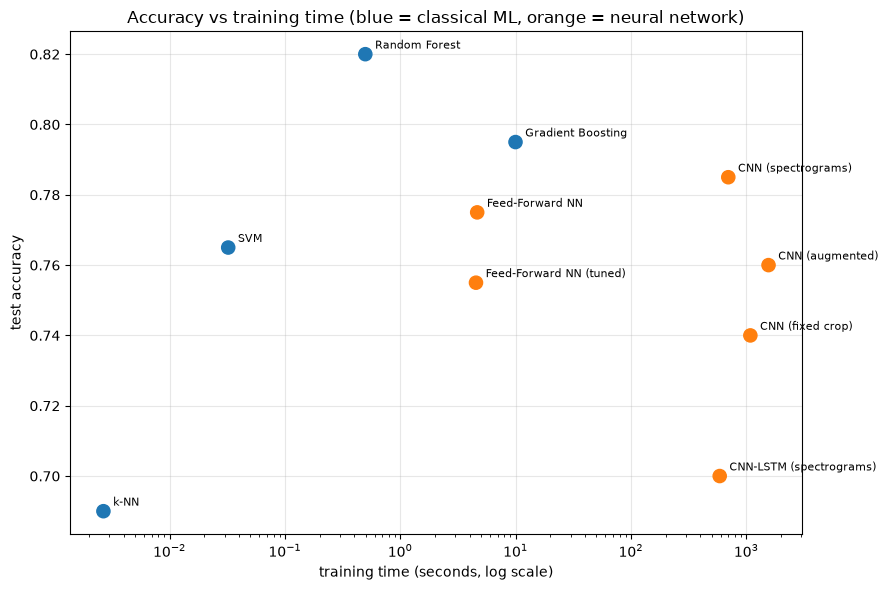 Accuracy vs training time (blue = classical ML, orange = neural network)
test accuracy
0.82
0.80
0.78
0.76
0.74
0.72
0.70
Random Forest
Gradient Boosting
CNN (spectrograms)
Feed-Forward NN
SVM
CNN (augmented)
Feed-Forward NN (tuned)
CNN (fixed crop)
CNN-LSTM (spectrograms)
k-NN
10⁻² 10⁻¹ 10⁰ 10¹ 10² 10³
training time (seconds, log scale)